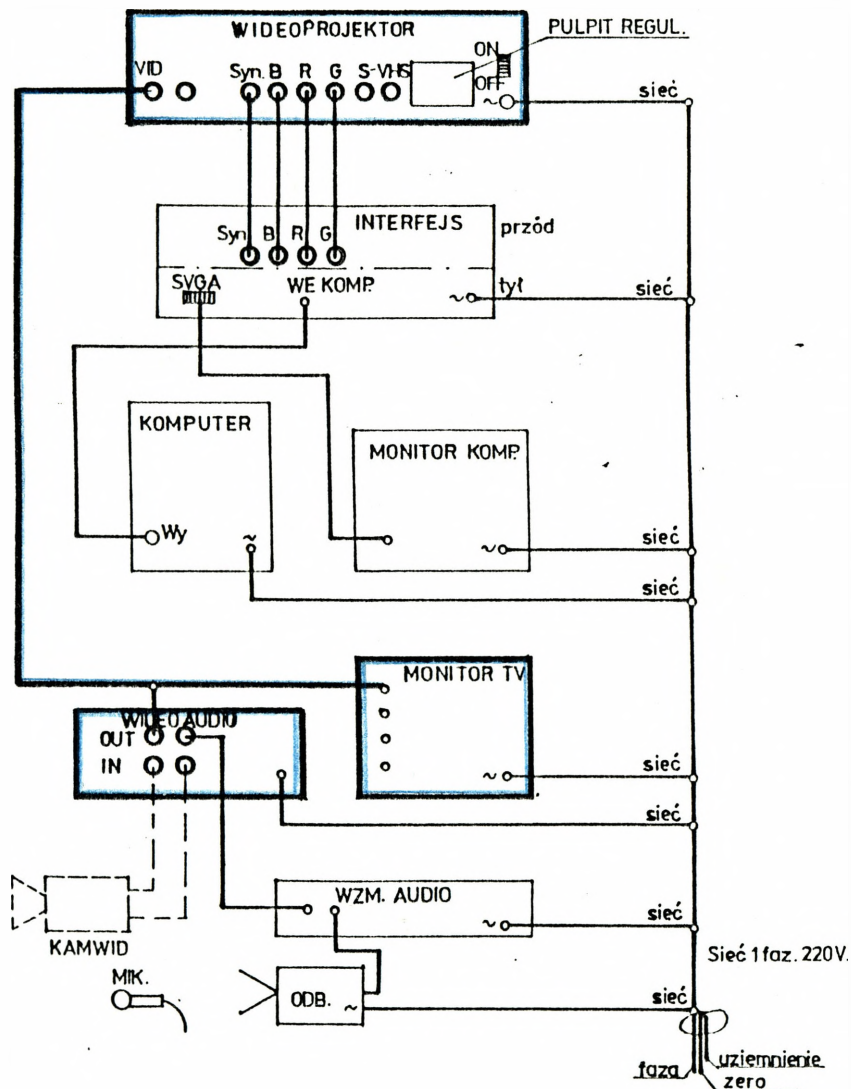 WIDEOPROJEKTOR
PULPIT REGUL.
ON
VID
Syn. B R G S-VHS
OFF
~
sieć
INTERFEJS
przód
Syn B R G
SVGA
WE KOMP.
~
tył
sieć
KOMPUTER
MONITOR KOMP.
Wy
~
~
sieć
sieć
MONITOR TV
WIDEO AUDIO
OUT
IN
~
sieć
sieć
WZM. AUDIO
~
sieć
KAMWID
Sieć 1 faz. 220 V.
MIK.
ODB.
~
sieć
uziemnienie
faza
zero